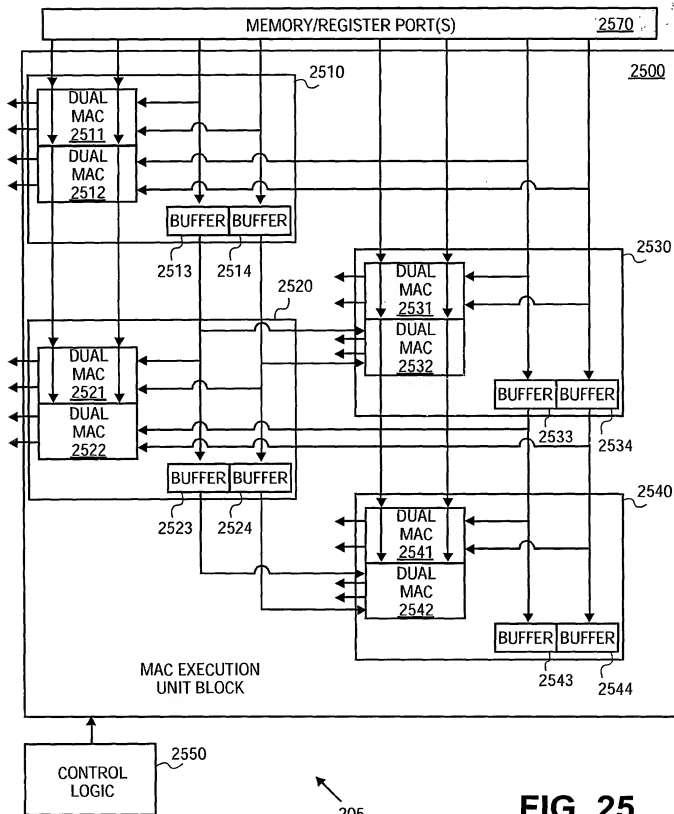 MEMORY/REGISTER PORT(S) 2570
2500
2510
DUAL
MAC
2511
DUAL
MAC
2512
BUFFER BUFFER
2513 2514
2530
DUAL
MAC
2531
DUAL
MAC
2532
BUFFER BUFFER
2533 2534
2520
DUAL
MAC
2521
DUAL
MAC
2522
BUFFER BUFFER
2523 2524
2540
DUAL
MAC
2541
DUAL
MAC
2542
BUFFER BUFFER
2543 2544
MAC EXECUTION
UNIT BLOCK
2550
CONTROL
LOGIC
205
FIG. 25